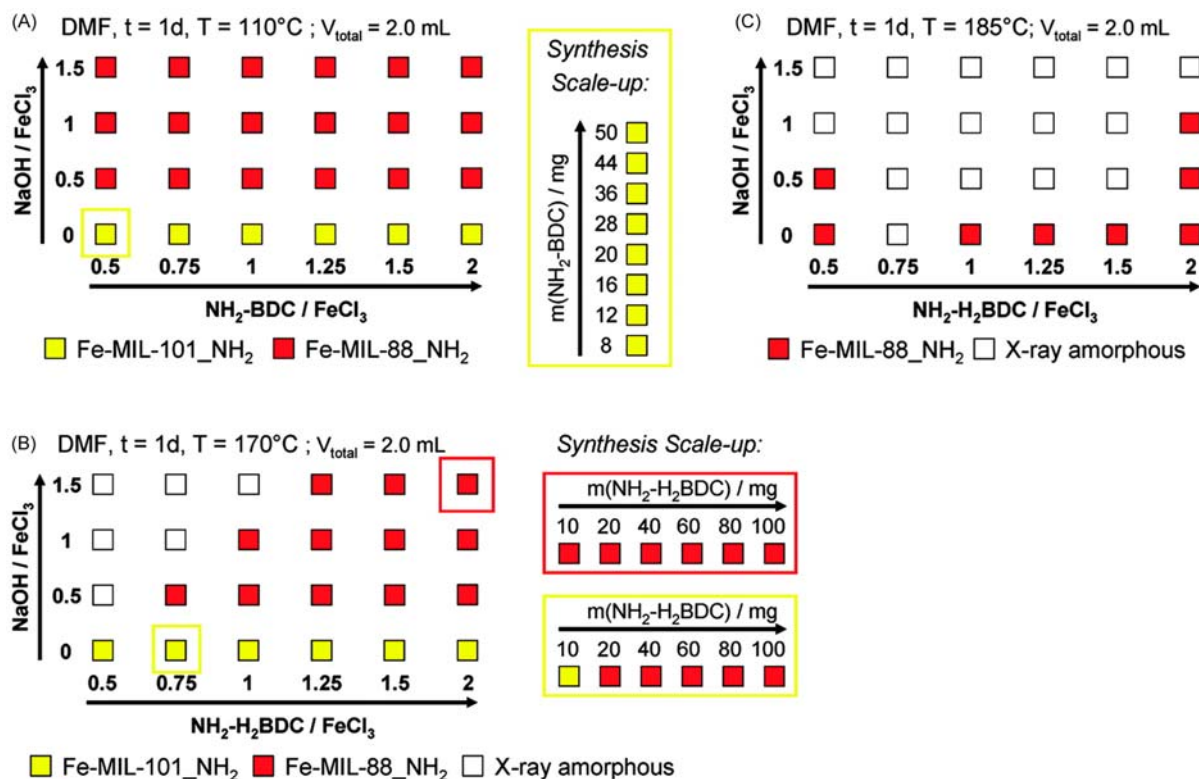 (A) DMF, t = 1d, T = 110°C ; V_total = 2.0 mL
NaOH / FeCl₃
1.5
1
0.5
0
0.5 0.75 1 1.25 1.5 2
NH₂-BDC / FeCl₃
Fe-MIL-101_NH₂ Fe-MIL-88_NH₂
Synthesis
Scale-up:
m(NH₂-BDC) / mg
50
44
36
28
20
16
12
8
(C) DMF, t = 1d, T = 185°C; V_total = 2.0 mL
NaOH / FeCl₃
1.5
1
0.5
0
0.5 0.75 1 1.25 1.5 2
NH₂-H₂BDC / FeCl₃
Fe-MIL-88_NH₂ X-ray amorphous
(B) DMF, t = 1d, T = 170°C ; V_total = 2.0 mL
NaOH / FeCl₃
1.5
1
0.5
0
0.5 0.75 1 1.25 1.5 2
NH₂-H₂BDC / FeCl₃
Fe-MIL-101_NH₂ Fe-MIL-88_NH₂ X-ray amorphous
Synthesis Scale-up:
m(NH₂-H₂BDC) / mg
10 20 40 60 80 100
m(NH₂-H₂BDC) / mg
10 20 40 60 80 100